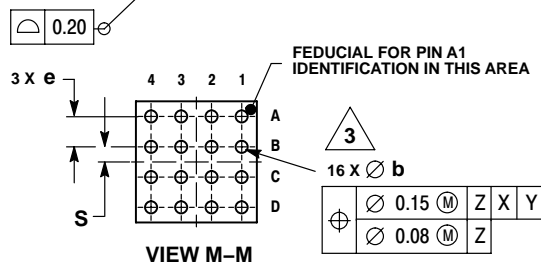 0.20
FEDUCIAL FOR PIN A1
IDENTIFICATION IN THIS AREA
3 X e
4 3 2 1
A
B
C
D
3
16 X ∅ b
∅ 0.15 Ⓜ Z X Y
∅ 0.08 Ⓜ Z
S
VIEW M–M